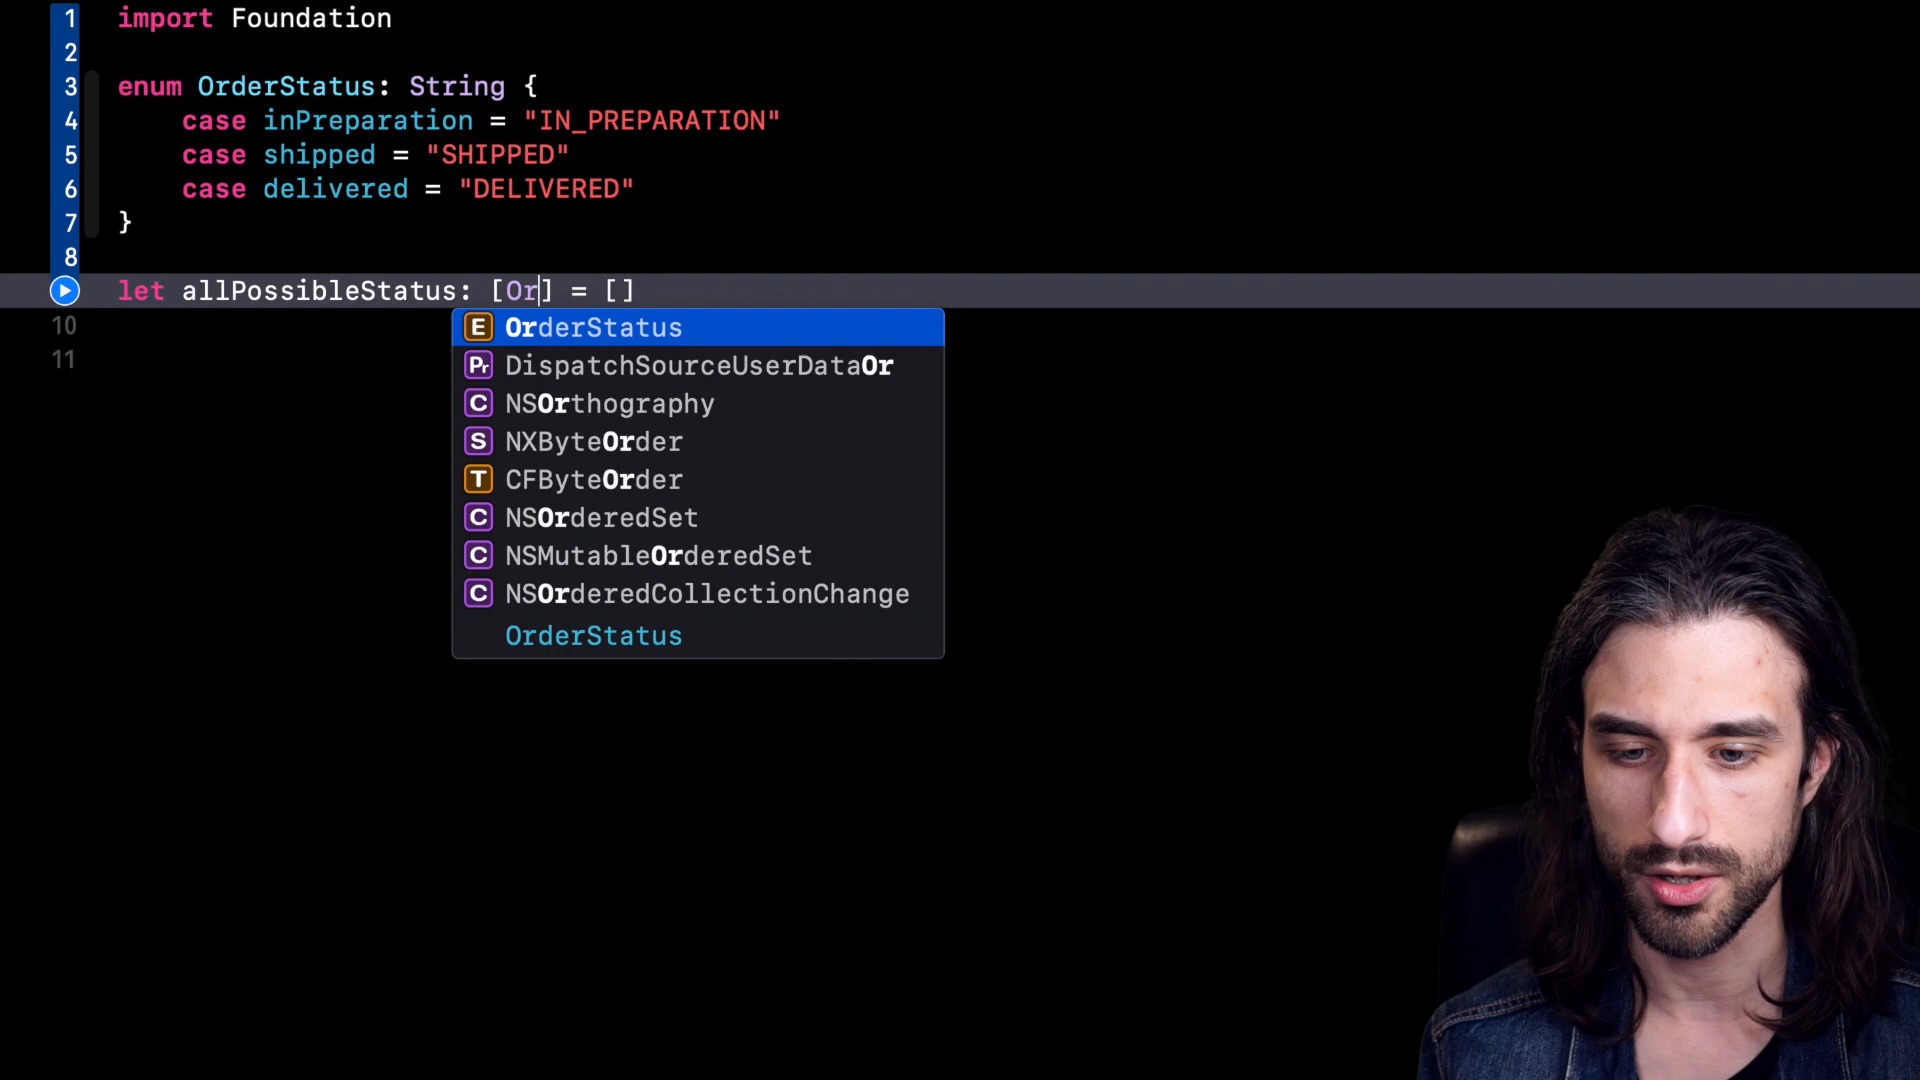 1 import Foundation
2
3 enum OrderStatus: String {
4 case inPreparation = "IN_PREPARATION"
5 case shipped = "SHIPPED"
6 case delivered = "DELIVERED"
7 }
8
let allPossibleStatus: [Or] = []
10
11
E OrderStatus
Pr DispatchSourceUserDataOr
C NSOrthography
S NXByteOrder
T CFByteOrder
C NSOrderedSet
C NSMutableOrderedSet
C NSOrderedCollectionChange
OrderStatus